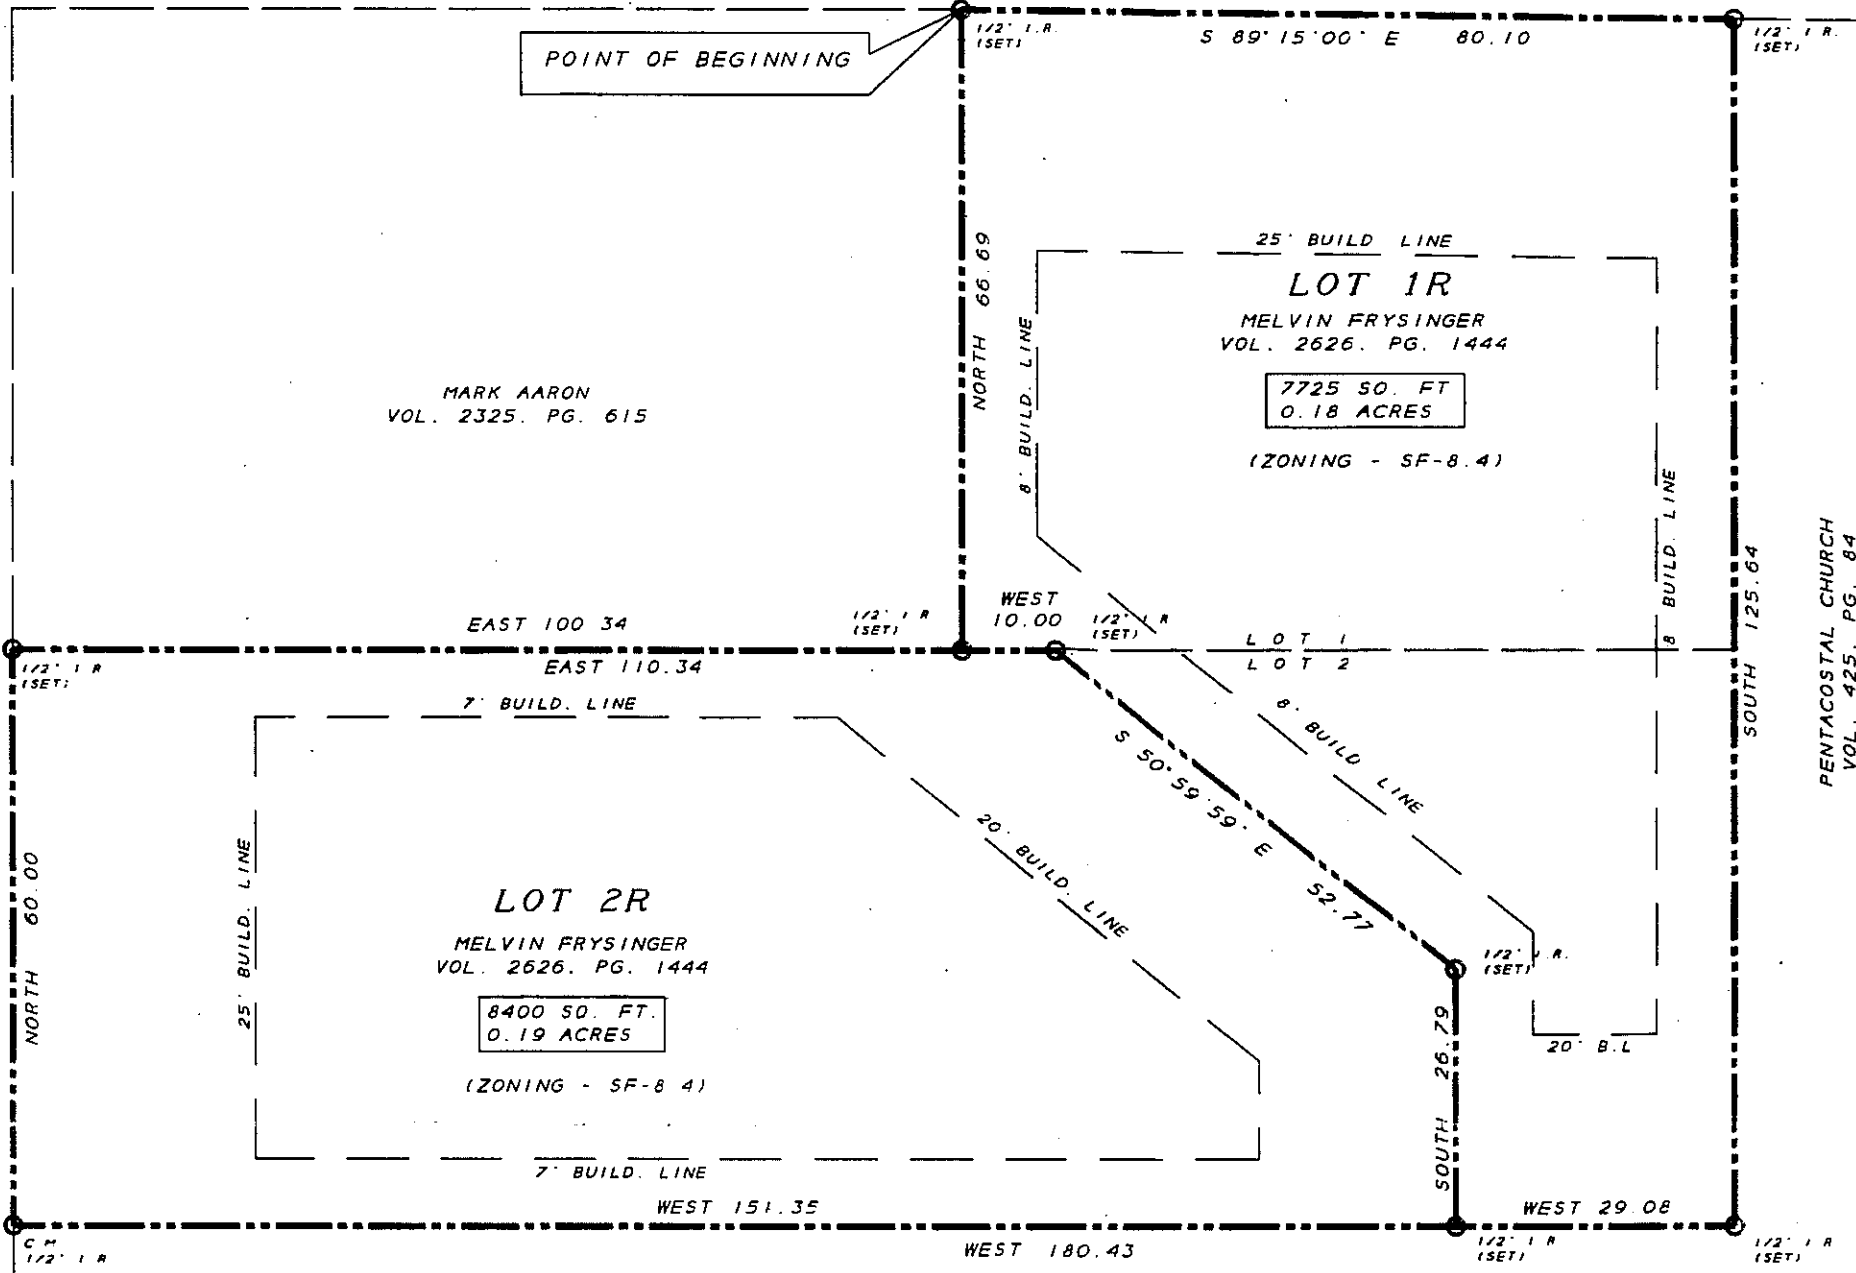 1/2" I.R.
(SET)
S 89°15'00" E 80.10
1/2" I R.
(SET)
POINT OF BEGINNING
NORTH 66.69
25' BUILD LINE
LOT 1R
MELVIN FRYSINGER
VOL. 2626. PG. 1444
7725 SQ. FT
0.18 ACRES
(ZONING - SF-8.4)
8' BUILD. LINE
MARK AARON
VOL. 2325. PG. 615
8 BUILD. LINE
SOUTH 125.64
PENTACOSTAL CHURCH
VOL. 425. PG. 84
EAST 100 34
1/2" I R
(SET)
WEST
10.00
1/2" I R
(SET)
LOT 1
LOT 2
1/2" I R
(SET)
EAST 110.34
7' BUILD. LINE
8' BUILD LINE
S 50°59'59" E 52.77
20' BUILD. LINE
NORTH 60.00
25' BUILD. LINE
LOT 2R
MELVIN FRYSINGER
VOL. 2626. PG. 1444
8400 SQ. FT.
0.19 ACRES
(ZONING - SF-8 4)
1/2" I.R.
(SET)
SOUTH 26.79
20' B.L
7' BUILD. LINE
WEST 151.35
WEST 29.08
C M
1/2" I R
WEST 180.43
1/2" I R
(SET)
1/2" I R
(SET)